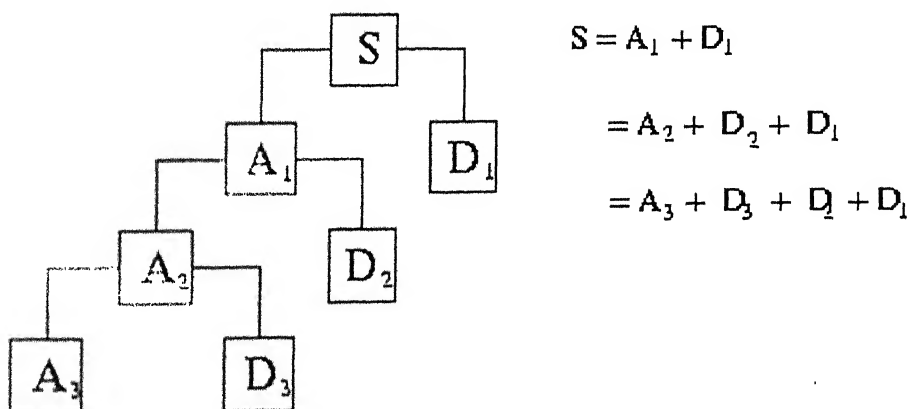 S
S = A₁ + D₁
A₁
D₁
= A₂ + D₂ + D₁
= A₃ + D₃ + D₂ + D₁
A₂
D₂
A₃
D₃